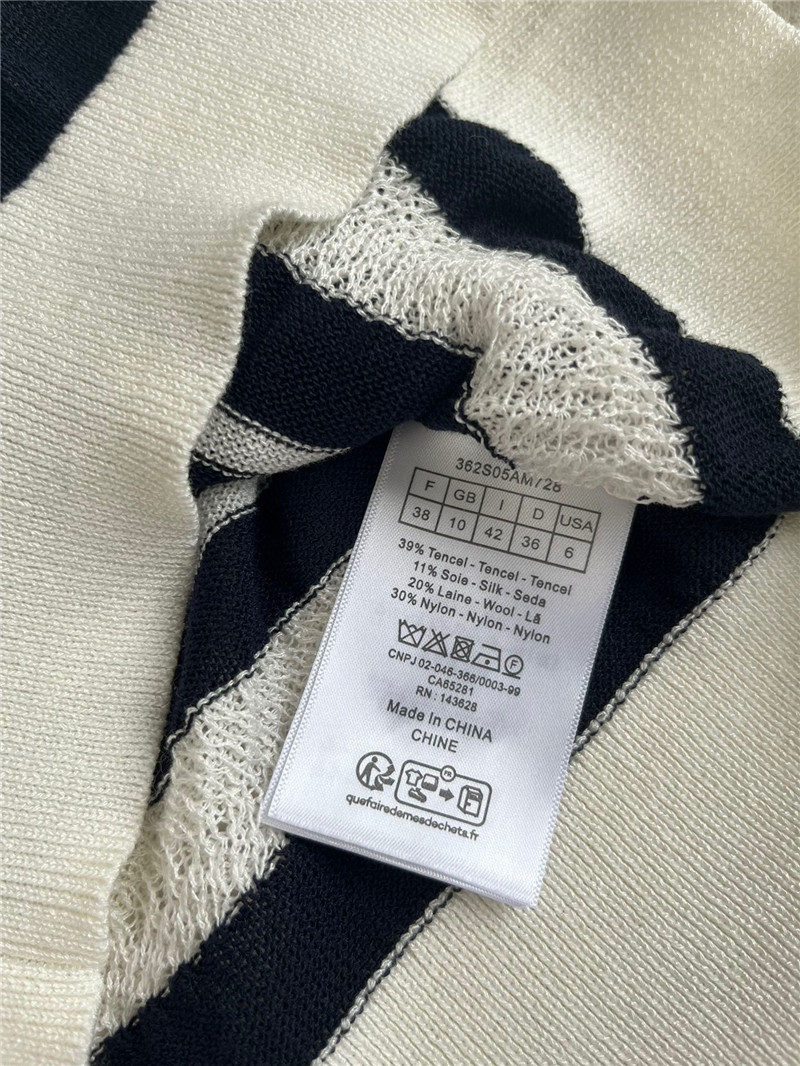 362S05AM728
F GB I D USA
38 10 42 36 6
39% Tencel - Tencel - Tencel
11% Soie - Silk - Seda
20% Laine - Wool - Lã
30% Nylon - Nylon - Nylon
F
CNPJ 02-046-366/0003-99
CA65281
RN : 143628
Made In CHINA
CHINE
FR
quefairedemesdechets.fr